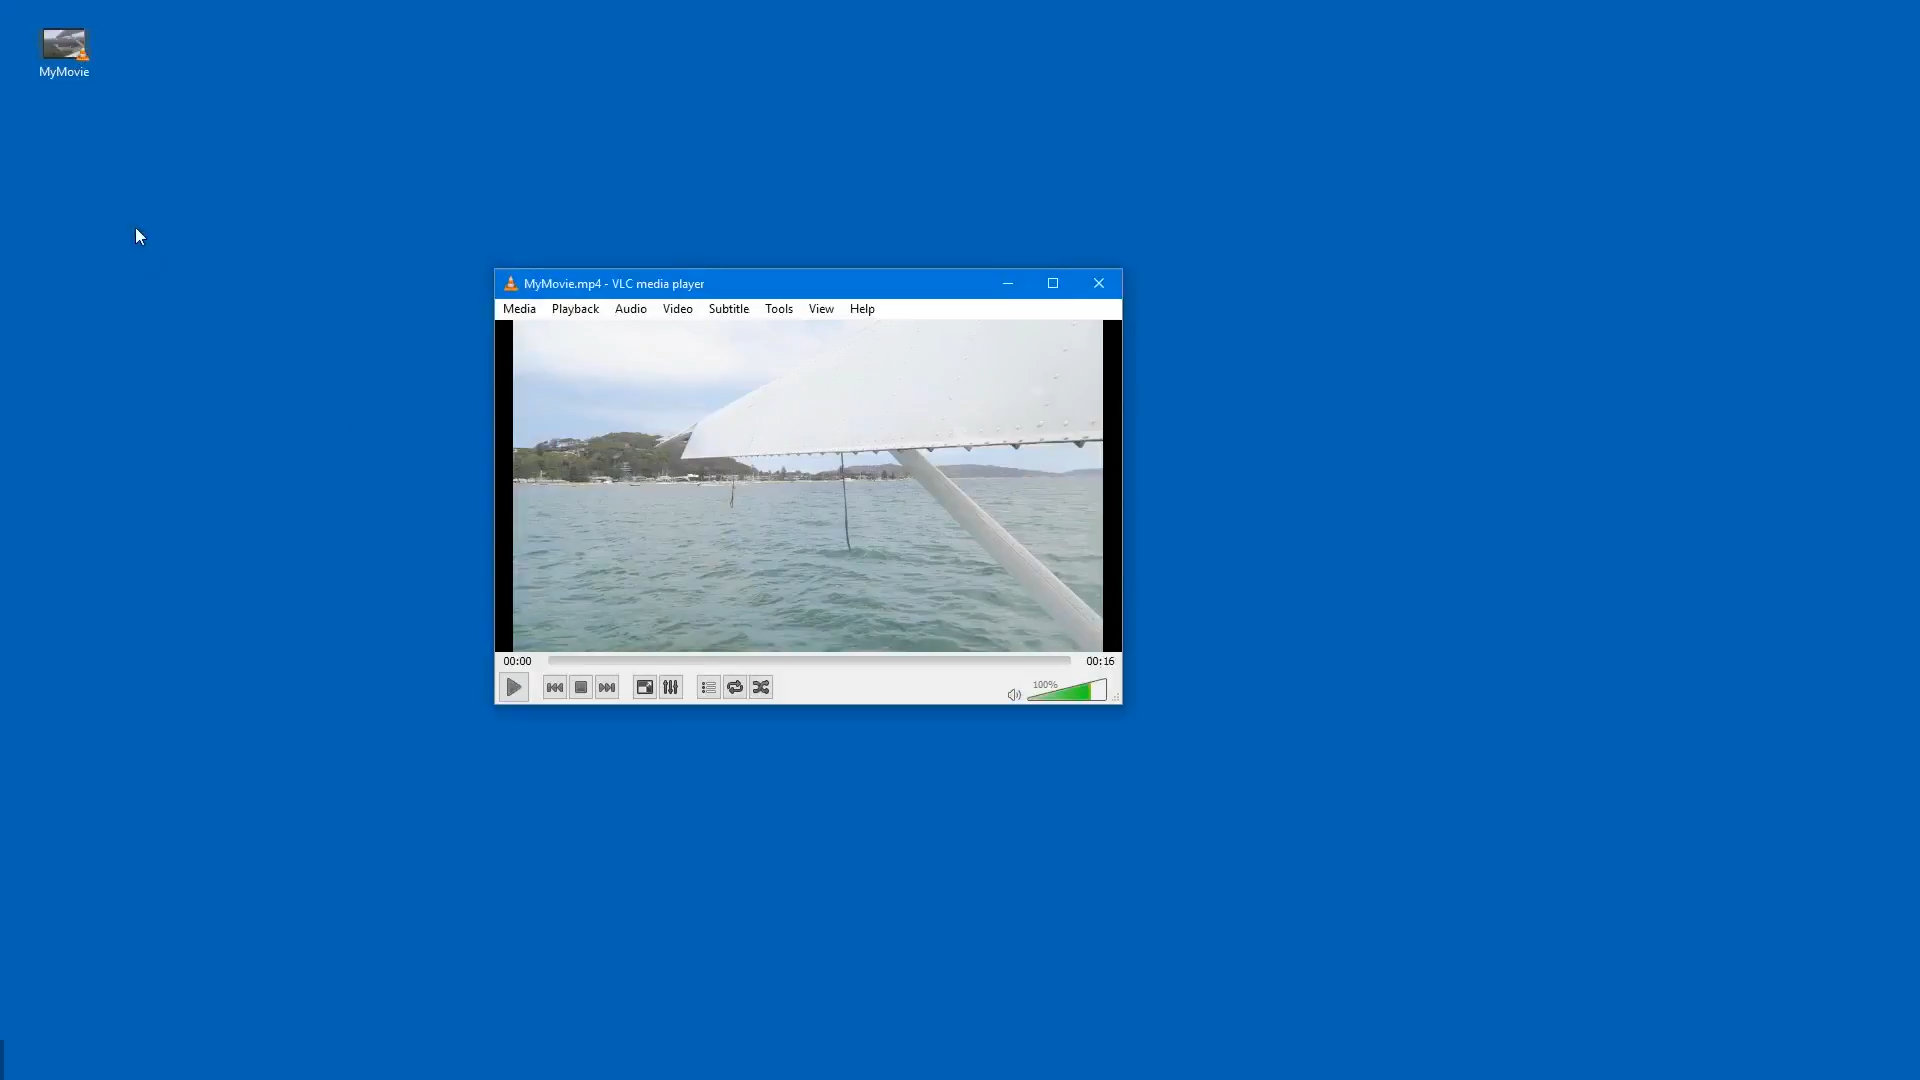 MyMovie
MyMovie.mp4 - VLC media player
Media Playback Audio Video Subtitle Tools View Help
00:00 00:16
100%